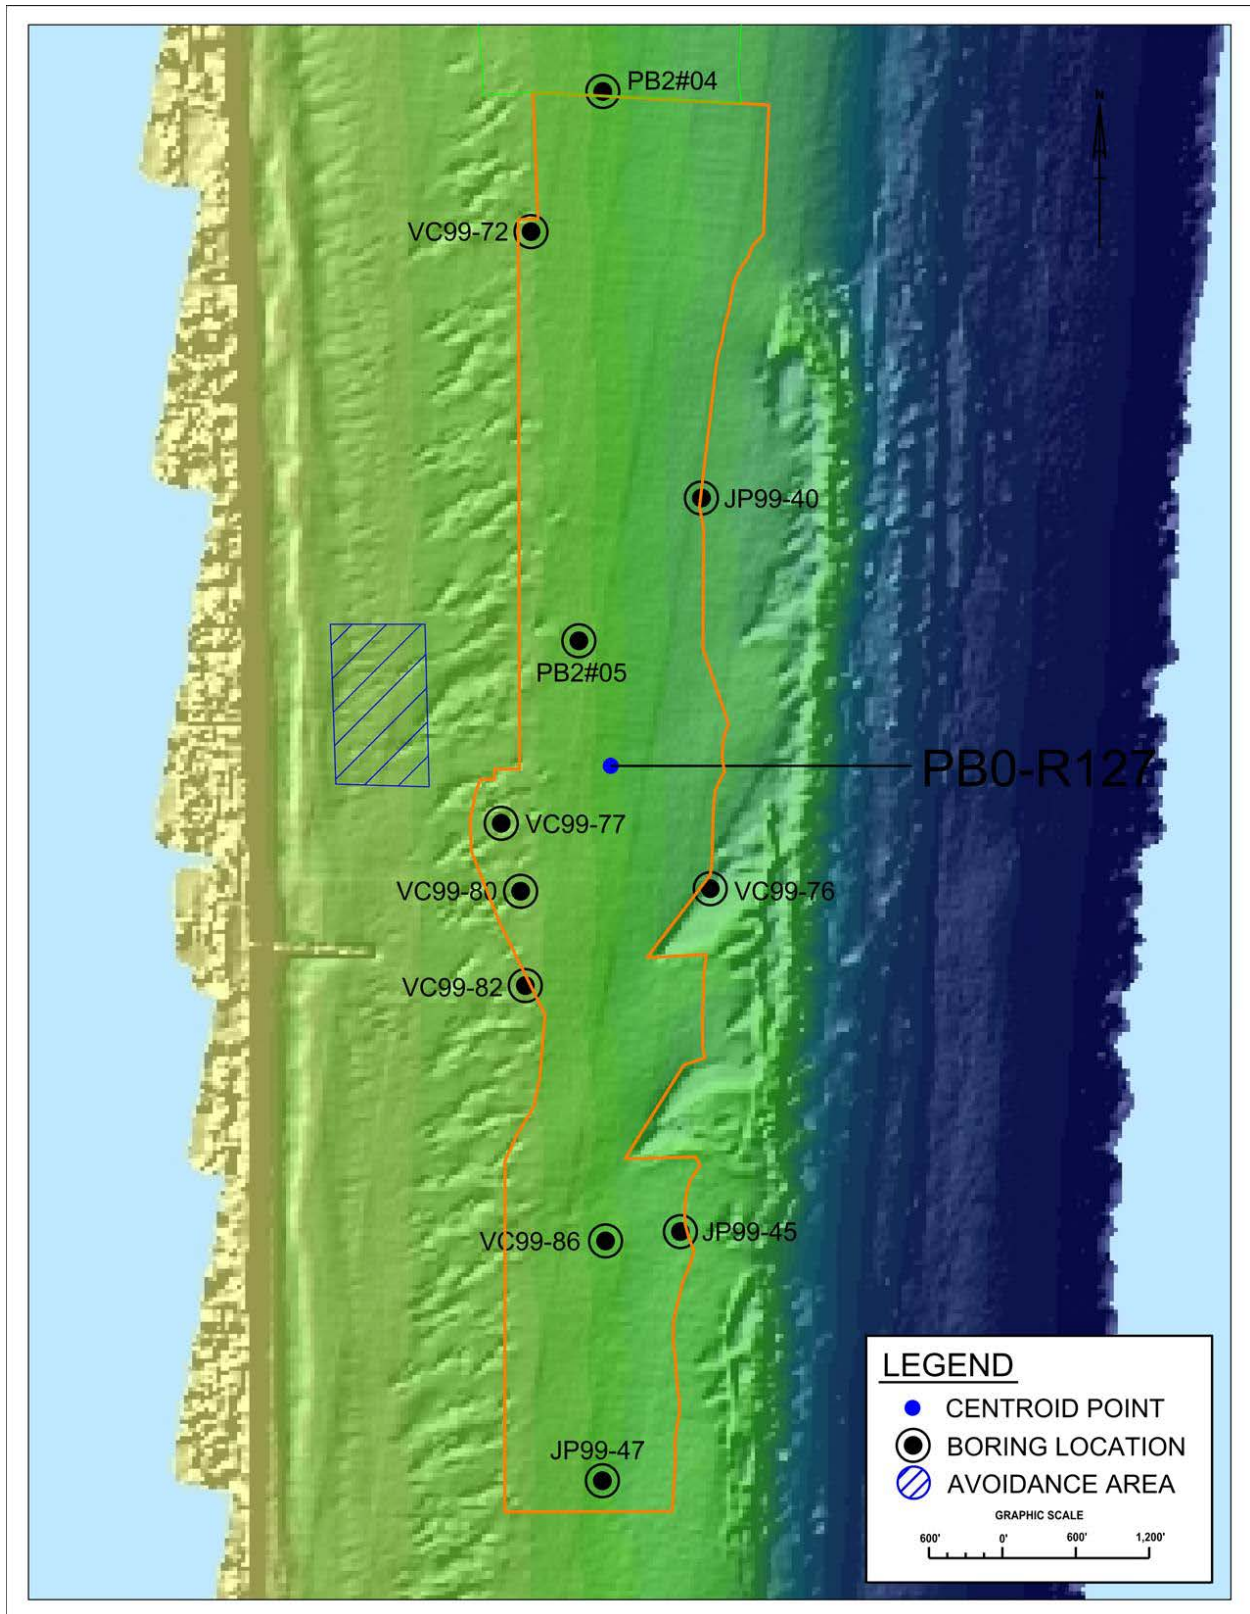 PB2#04
N
VC99-72
JP99-40
PB2#05
PB0-R127
VC99-77
VC99-80
VC99-76
VC99-82
VC99-86
JP99-45
JP99-47
LEGEND
CENTROID POINT
BORING LOCATION
AVOIDANCE AREA
GRAPHIC SCALE
600' 0' 600' 1,200'